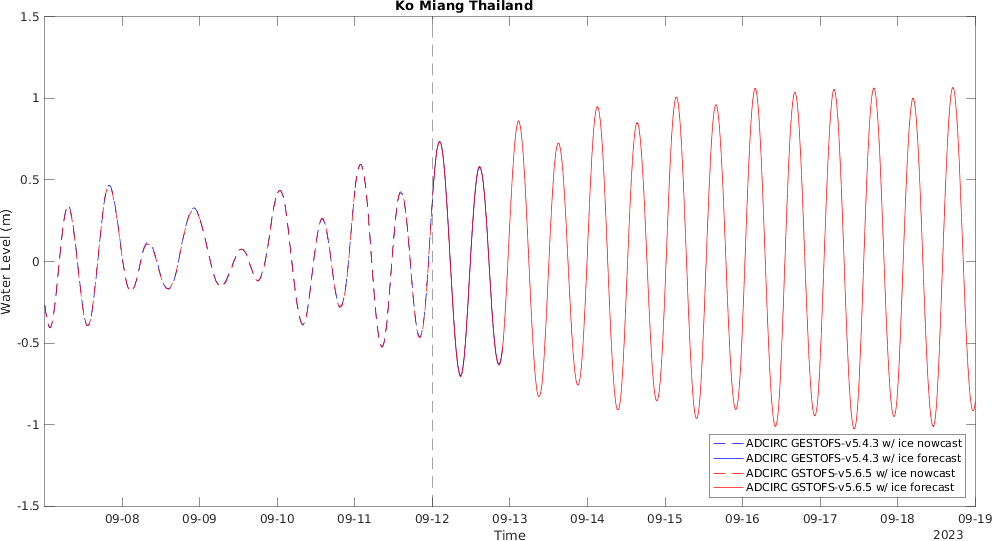 Ko Miang Thailand
1.5
1
0.5
0
-0.5
-1
-1.5
Water Level (m)
ADCIRC GESTOFS-v5.4.3 w/ ice nowcast
ADCIRC GESTOFS-v5.4.3 w/ ice forecast
ADCIRC GSTOFS-v5.6.5 w/ ice nowcast
ADCIRC GSTOFS-v5.6.5 w/ ice forecast
09-08 09-09 09-10 09-11 09-12 09-13 09-14 09-15 09-16 09-17 09-18 09-19
Time
2023